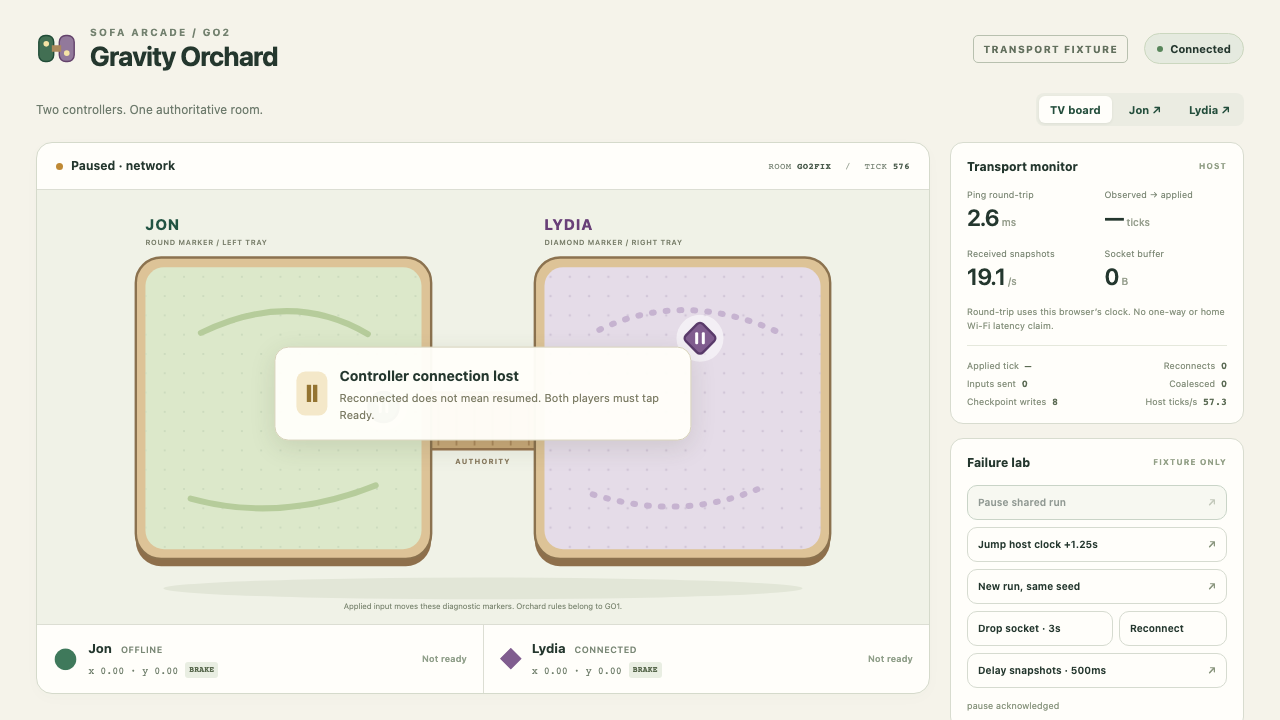 SOFA ARCADE / GO2
Gravity Orchard
TRANSPORT FIXTURE
Connected
Two controllers. One authoritative room.
TV board
Jon ↗
Lydia ↗
Paused · network
ROOM GO2FIX / TICK 576
JON
ROUND MARKER / LEFT TRAY
LYDIA
DIAMOND MARKER / RIGHT TRAY
Controller connection lost
Reconnected does not mean resumed. Both players must tap
Ready.
AUTHORITY
Applied input moves these diagnostic markers. Orchard rules belong to GO1.
Jon OFFLINE
x 0.00 · y 0.00 BRAKE
Not ready
Lydia CONNECTED
x 0.00 · y 0.00 BRAKE
Not ready
Transport monitor
HOST
Ping round-trip
2.6 ms
Observed → applied
— ticks
Received snapshots
19.1 /s
Socket buffer
0 B
Round-trip uses this browser's clock. No one-way or home
Wi-Fi latency claim.
Applied tick —
Reconnects 0
Inputs sent 0
Coalesced 0
Checkpoint writes 8
Host ticks/s 57.3
Failure lab
FIXTURE ONLY
Pause shared run ↗
Jump host clock +1.25s ↗
New run, same seed ↗
Drop socket · 3s
Reconnect
Delay snapshots · 500ms ↗
pause acknowledged